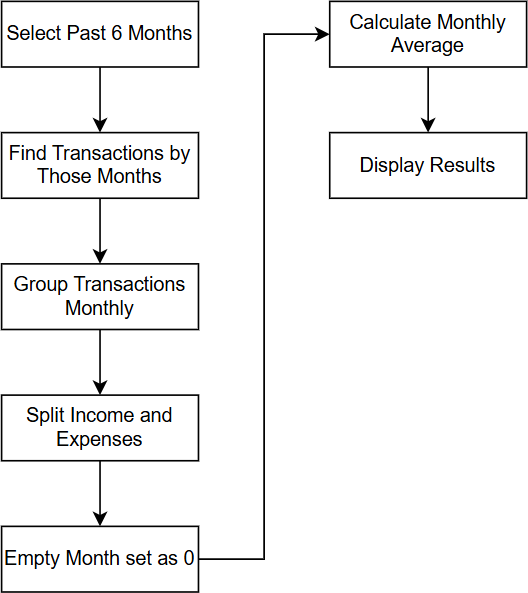 Select Past 6 Months
Find Transactions by
Those Months
Group Transactions
Monthly
Split Income and
Expenses
Empty Month set as 0
Calculate Monthly
Average
Display Results